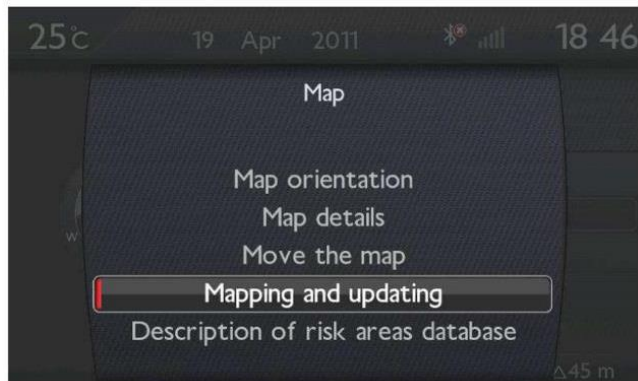 25°c 19 Apr 2011 18 46
Map
Map orientation
Map details
Move the map
W
Mapping and updating
Description of risk areas database
△45 m